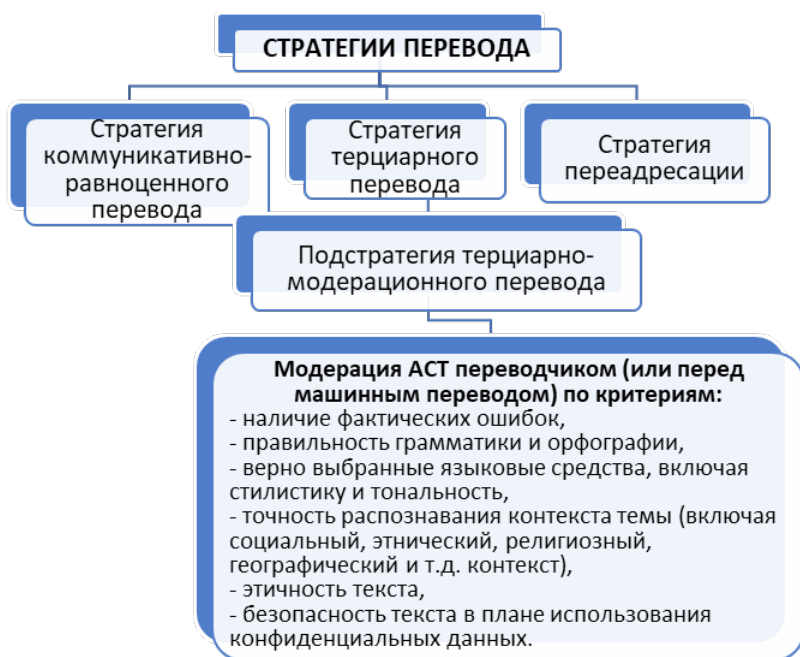 СТРАТЕГИИ ПЕРЕВОДА
Стратегия
коммуникативно-
равноценного
перевода
Стратегия
терциарного
перевода
Стратегия
переадресации
Подстратегия терциарно-
модерационного перевода
Модерация АСТ переводчиком (или перед
машинным переводом) по критериям:
- наличие фактических ошибок,
- правильность грамматики и орфографии,
- верно выбранные языковые средства, включая
стилистику и тональность,
- точность распознавания контекста темы (включая
социальный, этнический, религиозный,
географический и т.д. контекст),
- этичность текста,
- безопасность текста в плане использования
конфиденциальных данных.